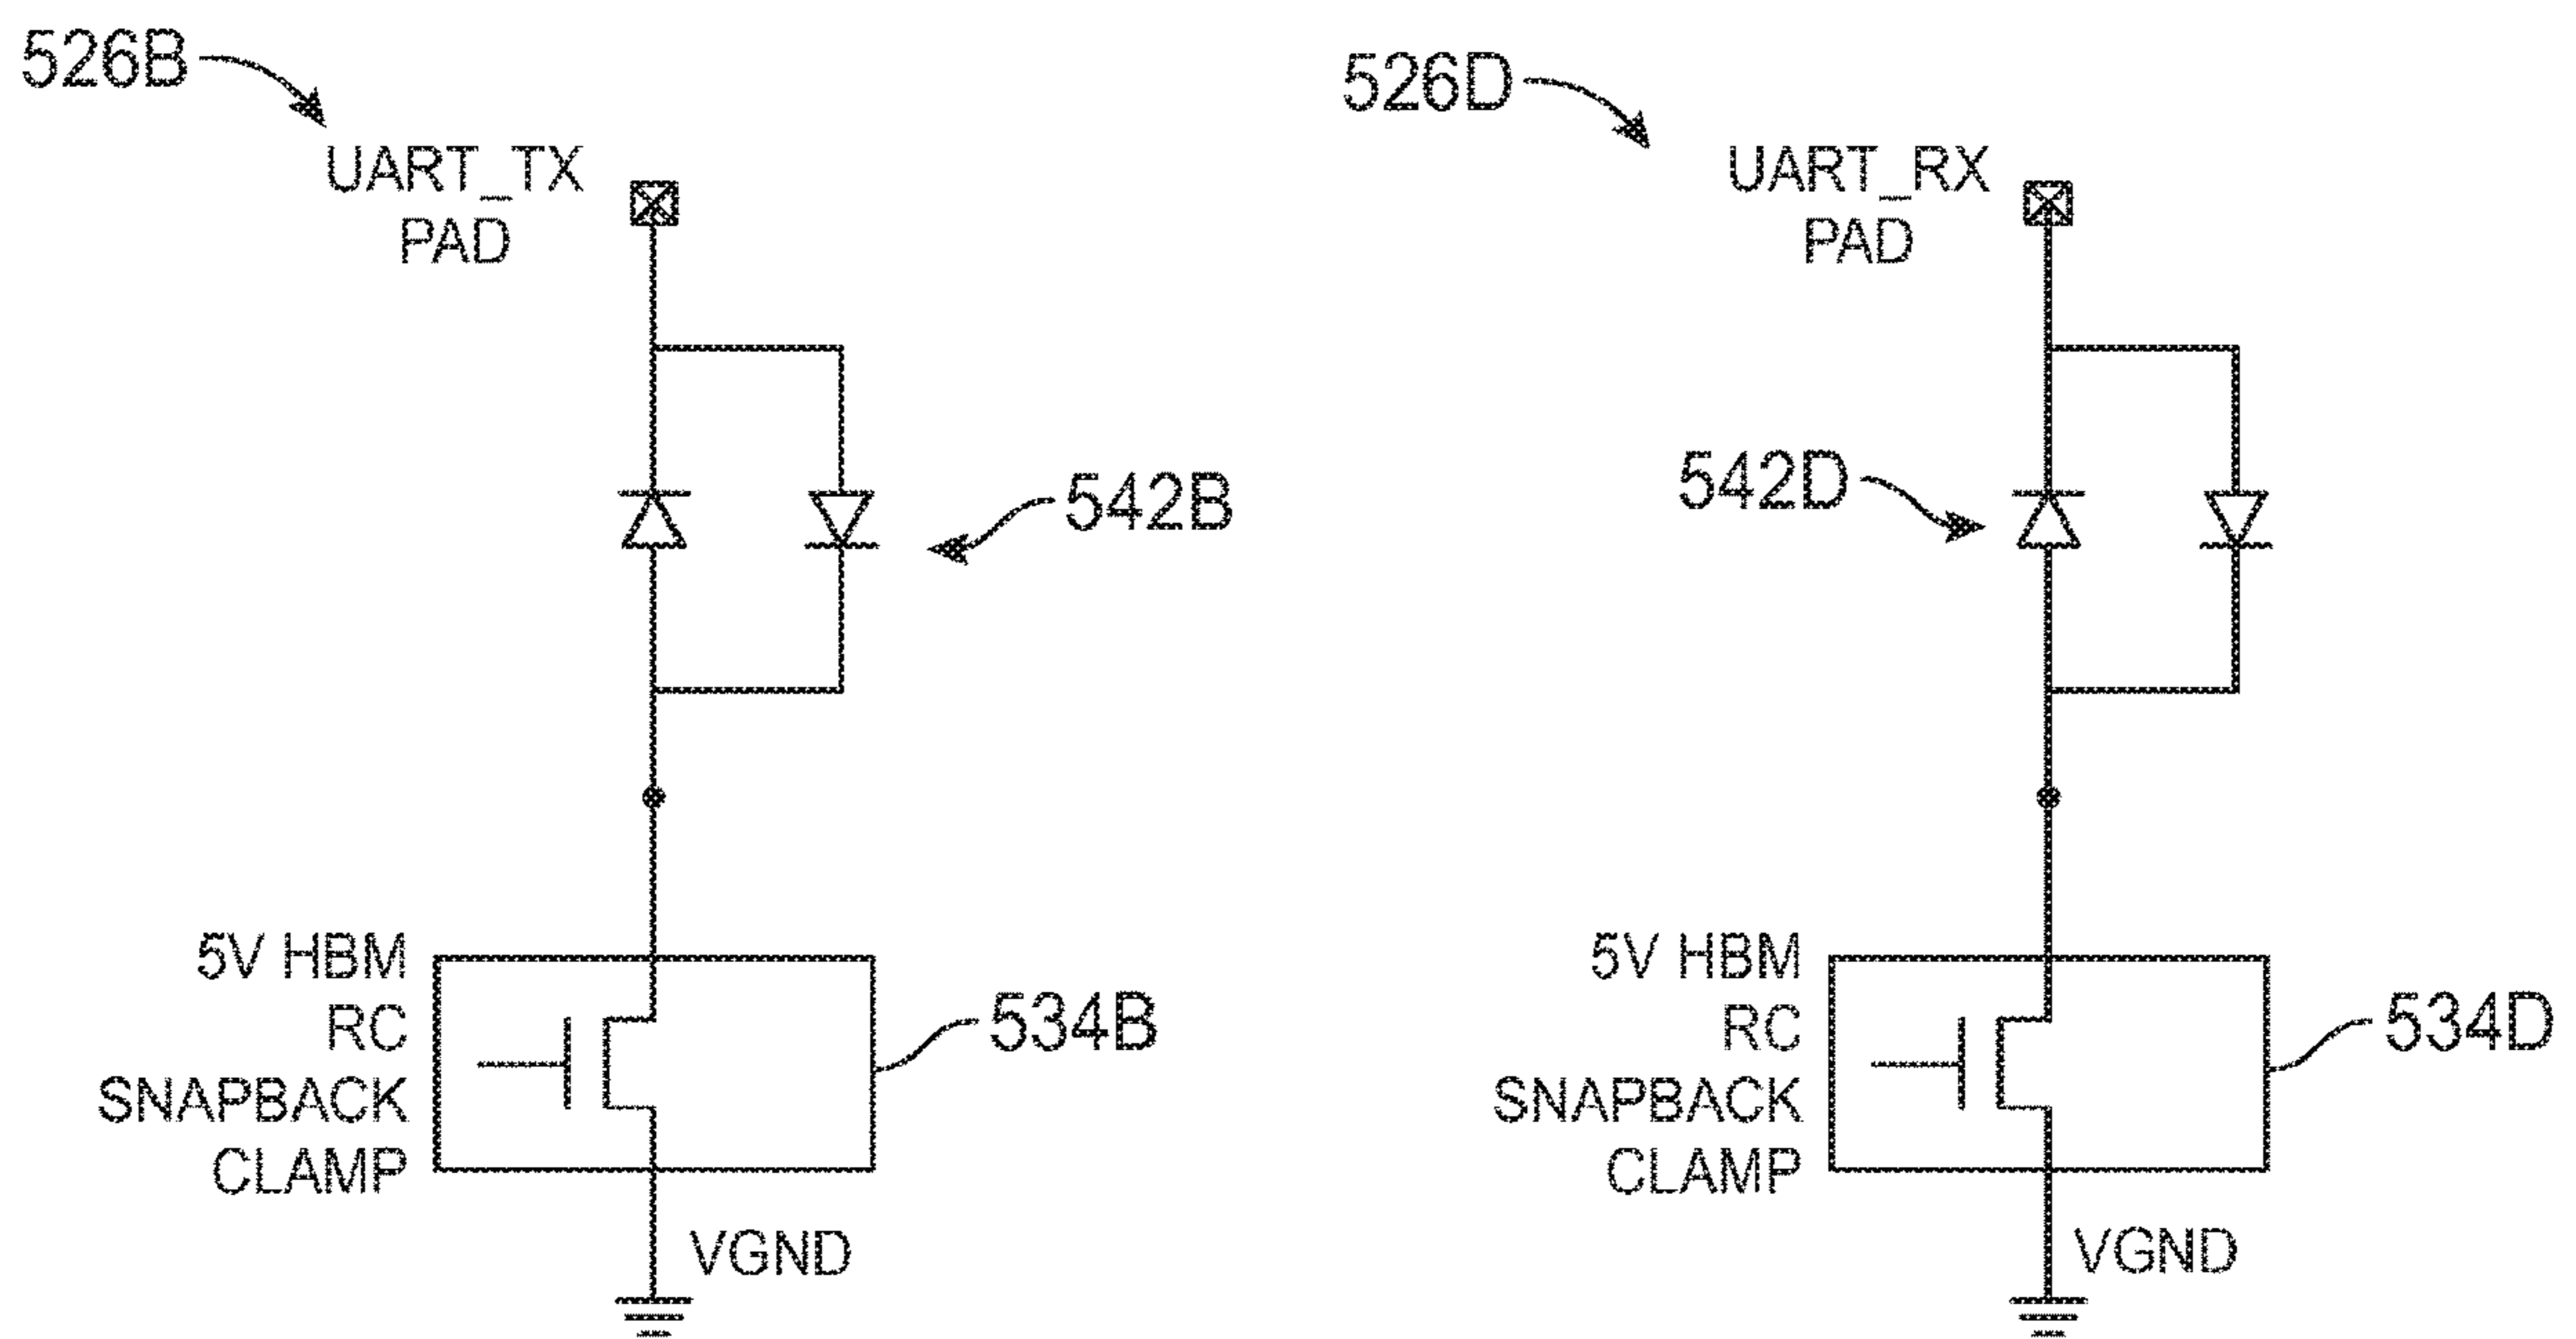 526B
UART_TX
PAD
542B
5V HBM
RC
SNAPBACK
CLAMP
534B
VGND
526D
UART_RX
PAD
542D
5V HBM
RC
SNAPBACK
CLAMP
534D
VGND